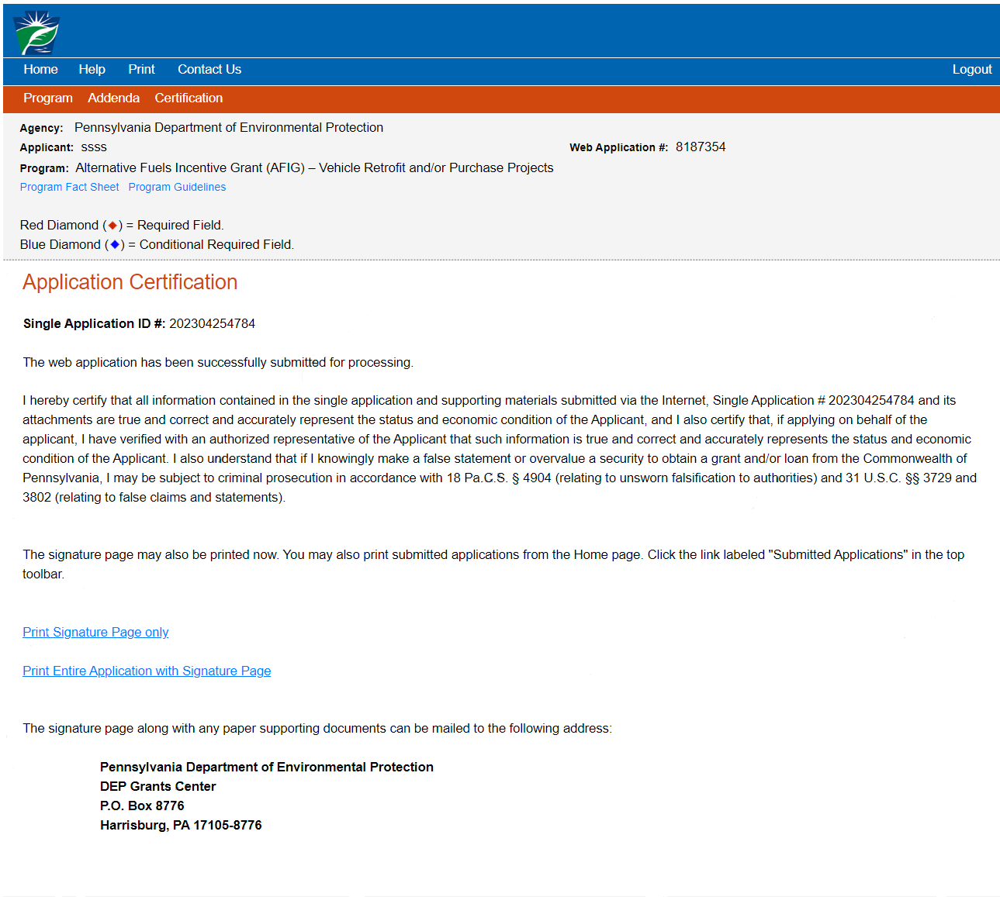 Home Help Print Contact Us Logout
Program Addenda Certification
Agency: Pennsylvania Department of Environmental Protection
Applicant: ssss Web Application #: 8187354
Program: Alternative Fuels Incentive Grant (AFIG) – Vehicle Retrofit and/or Purchase Projects
Program Fact Sheet Program Guidelines
Red Diamond (◆) = Required Field.
Blue Diamond (◆) = Conditional Required Field.
Application Certification
Single Application ID #: 202304254784
The web application has been successfully submitted for processing.
I hereby certify that all information contained in the single application and supporting materials submitted via the Internet, Single Application # 202304254784 and its
attachments are true and correct and accurately represent the status and economic condition of the Applicant, and I also certify that, if applying on behalf of the
applicant, I have verified with an authorized representative of the Applicant that such information is true and correct and accurately represents the status and economic
condition of the Applicant. I also understand that if I knowingly make a false statement or overvalue a security to obtain a grant and/or loan from the Commonwealth of
Pennsylvania, I may be subject to criminal prosecution in accordance with 18 Pa.C.S. § 4904 (relating to unsworn falsification to authorities) and 31 U.S.C. §§ 3729 and
3802 (relating to false claims and statements).
The signature page may also be printed now. You may also print submitted applications from the Home page. Click the link labeled "Submitted Applications" in the top
toolbar.
Print Signature Page only
Print Entire Application with Signature Page
The signature page along with any paper supporting documents can be mailed to the following address:
Pennsylvania Department of Environmental Protection
DEP Grants Center
P.O. Box 8776
Harrisburg, PA 17105-8776